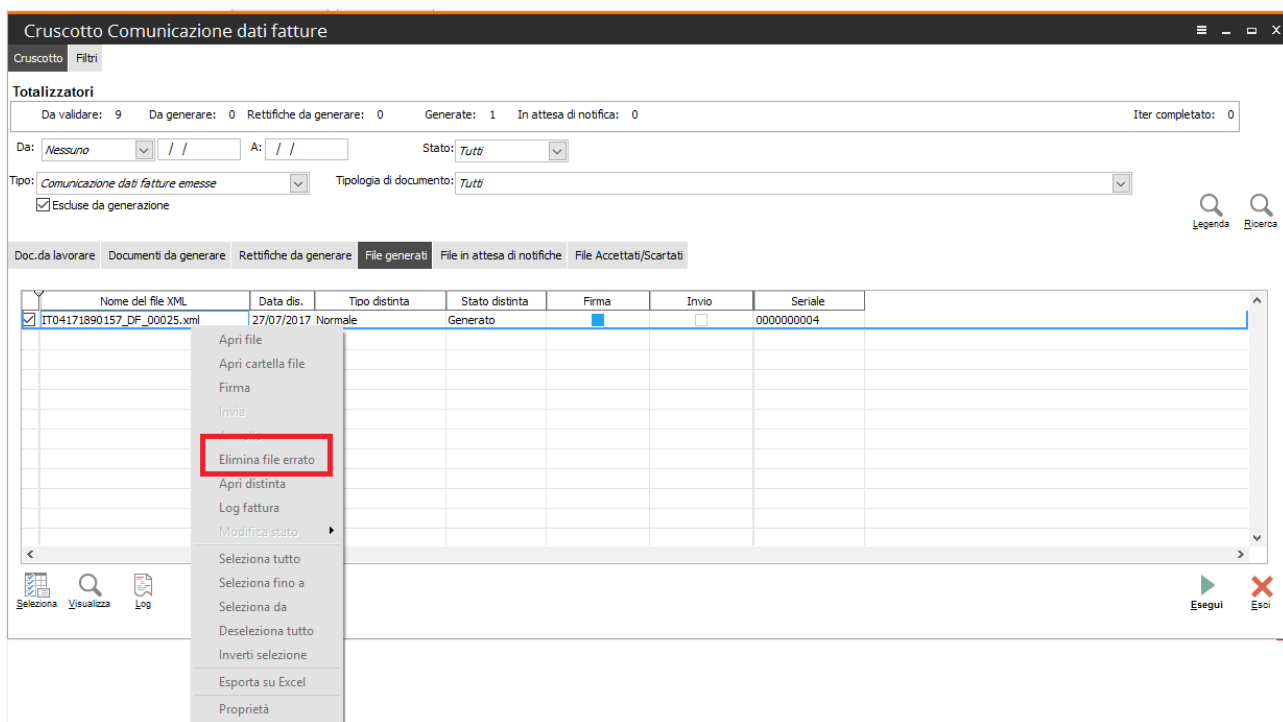 Cruscotto Comunicazione dati fatture
Cruscotto Filtri
Totalizzatori
Da validare: 9 Da generare: 0 Rettifiche da generare: 0 Generate: 1 In attesa di notifica: 0 Iter completato: 0
Da: Nessuno / / A: / / Stato: Tutti
Tipo: Comunicazione dati fatture emesse Tipologia di documento: Tutti
Escluse da generazione
Legenda Ricerca
Doc.da lavorare Documenti da generare Rettifiche da generare File generati File in attesa di notifiche File Accettati/Scartati
Nome del file XML Data dis. Tipo distinta Stato distinta Firma Invio Seriale
IT04171890157_DF_00025.xml 27/07/2017 Normale Generato 0000000004
Apri file
Apri cartella file
Firma
Invia
Elimina file errato
Apri distinta
Log fattura
Modifica stato
Seleziona tutto
Seleziona fino a
Seleziona da
Deseleziona tutto
Inverti selezione
Esporta su Excel
Proprietà
Seleziona Visualizza Log Esegui Esci